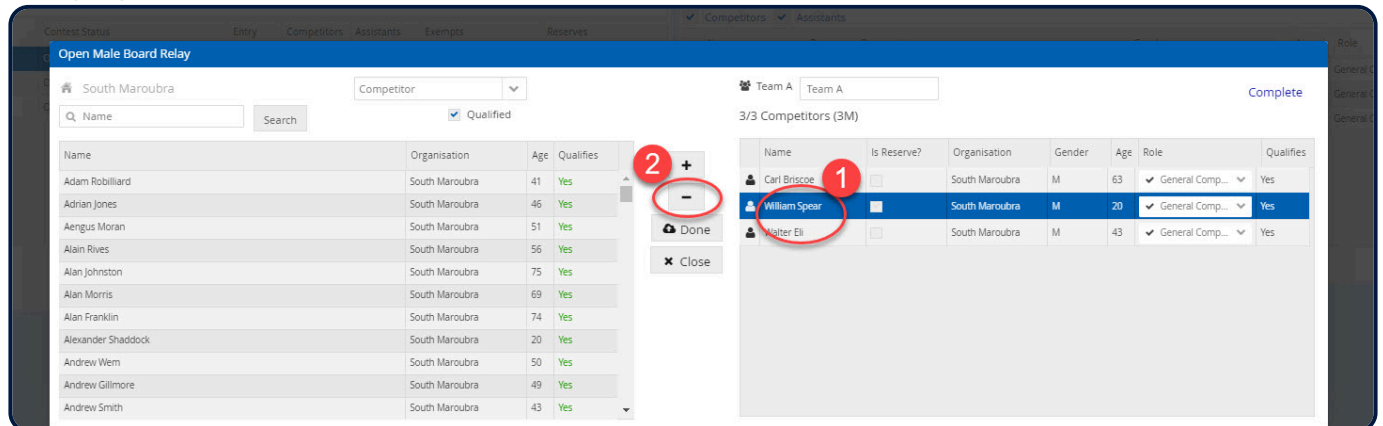 ✔ Competitors ✔ Assistants
Contest Status Entry Competitors Assistants Exempts Reserves
Role
Open Male Board Relay
General C
General C
General C
South Maroubra Competitor Team A Team A Complete
Name Search ✔ Qualified 3/3 Competitors (3M)
Name Organisation Age Qualifies
Adam Robilliard South Maroubra 41 Yes
Adrian Jones South Maroubra 46 Yes
Aengus Moran South Maroubra 51 Yes
Alain Rives South Maroubra 56 Yes
Alan Johnston South Maroubra 75 Yes
Alan Morris South Maroubra 69 Yes
Alan Franklin South Maroubra 74 Yes
Alexander Shaddock South Maroubra 20 Yes
Andrew Wem South Maroubra 50 Yes
Andrew Gillmore South Maroubra 49 Yes
Andrew Smith South Maroubra 43 Yes
2
+
−
Done
Close
Name Is Reserve? Organisation Gender Age Role Qualifies
Carl Briscoe South Maroubra M 63 ✔ General Comp... Yes
1
William Spear South Maroubra M 20 ✔ General Comp... Yes
Walter Eli South Maroubra M 43 ✔ General Comp... Yes